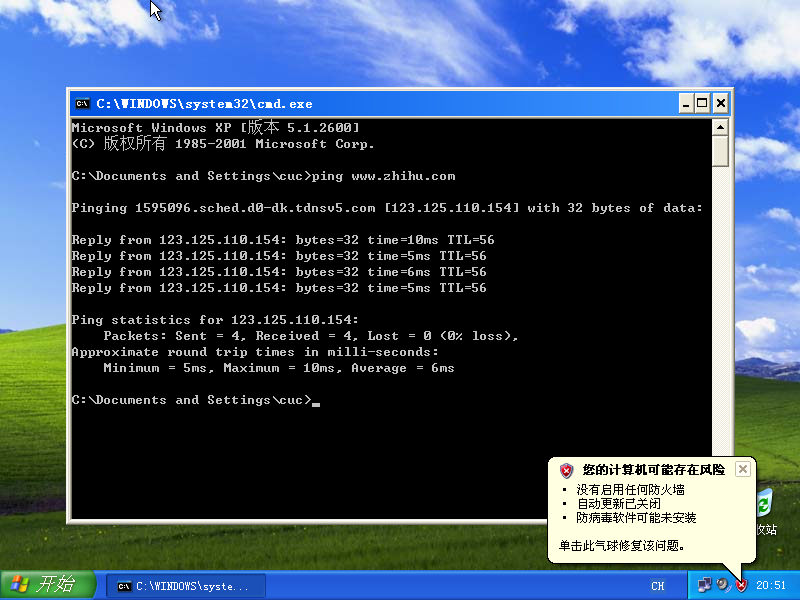 C:\WINDOWS\system32\cmd.exe
Microsoft Windows XP [版本 5.1.2600]
(C) 版权所有 1985-2001 Microsoft Corp.
C:\Documents and Settings\cuc>ping www.zhihu.com
Pinging 1595096.sched.d0-dk.tdnsv5.com [123.125.110.154] with 32 bytes of data:
Reply from 123.125.110.154: bytes=32 time=10ms TTL=56
Reply from 123.125.110.154: bytes=32 time=5ms TTL=56
Reply from 123.125.110.154: bytes=32 time=6ms TTL=56
Reply from 123.125.110.154: bytes=32 time=5ms TTL=56
Ping statistics for 123.125.110.154:
Packets: Sent = 4, Received = 4, Lost = 0 (0% loss),
Approximate round trip times in milli-seconds:
Minimum = 5ms, Maximum = 10ms, Average = 6ms
C:\Documents and Settings\cuc>_
您的计算机可能存在风险
• 没有启用任何防火墙
• 自动更新已关闭
• 防病毒软件可能未安装
单击此气球修复该问题。
收站
开始
C:\WINDOWS\syste...
CH
20:51